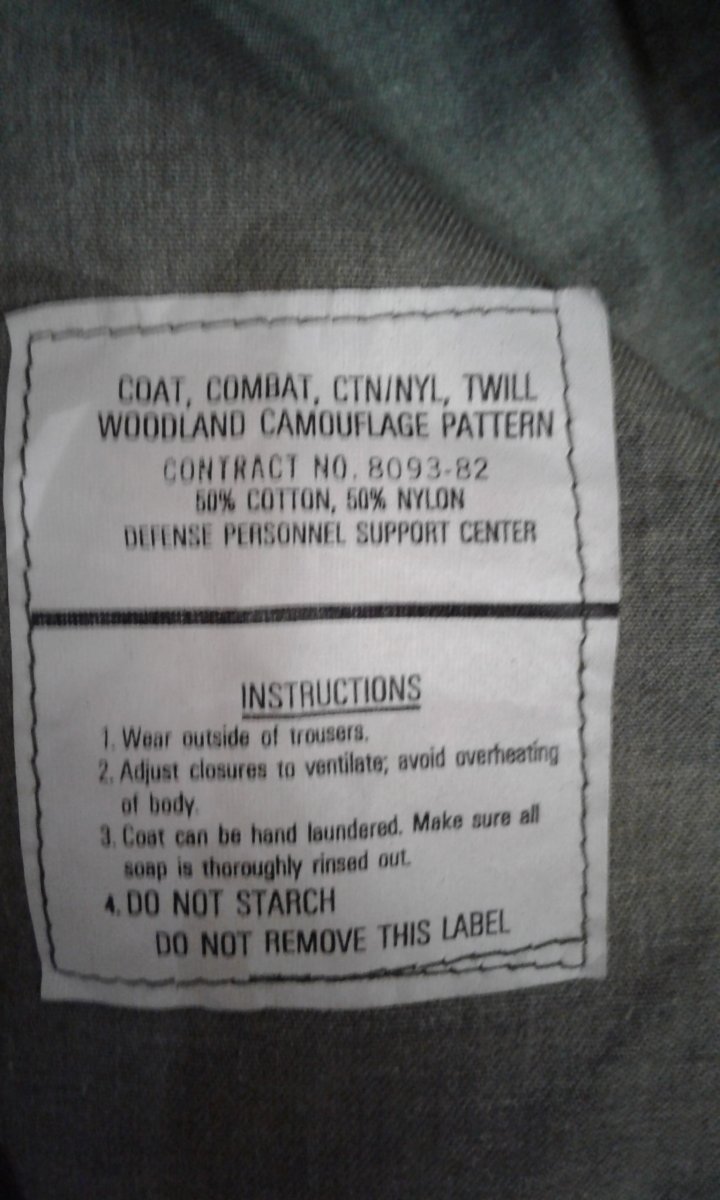 COAT, COMBAT, CTN/NYL, TWILL
WOODLAND CAMOUFLAGE PATTERN
CONTRACT NO. 8093-82
50% COTTON, 50% NYLON
DEFENSE PERSONNEL SUPPORT CENTER
INSTRUCTIONS
1. Wear outside of trousers.
2. Adjust closures to ventilate; avoid overheating
of body.
3. Coat can be hand laundered. Make sure all
soap is thoroughly rinsed out.
4. DO NOT STARCH
DO NOT REMOVE THIS LABEL